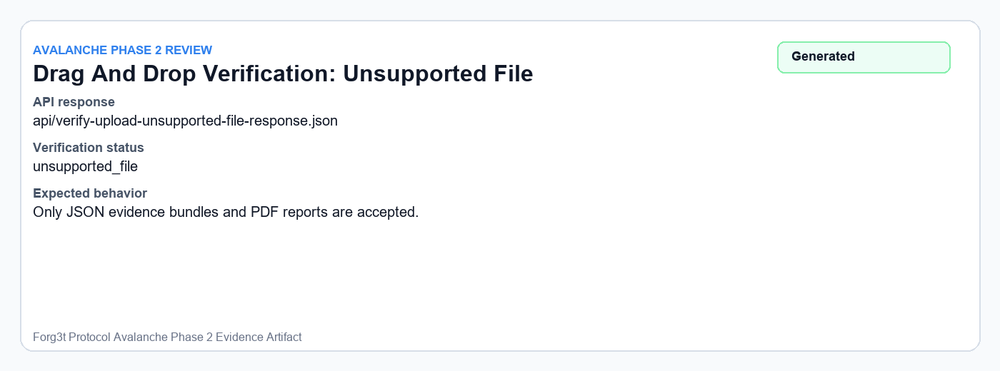 AVALANCHE PHASE 2 REVIEW
Drag And Drop Verification: Unsupported File
Generated
API response
api/verify-upload-unsupported-file-response.json
Verification status
unsupported_file
Expected behavior
Only JSON evidence bundles and PDF reports are accepted.
Forg3t Protocol Avalanche Phase 2 Evidence Artifact